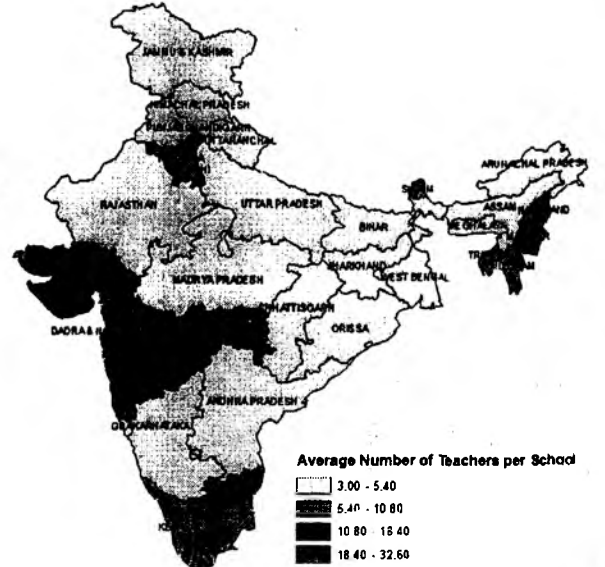 JAMMU & KASHMIR
HIMACHAL PRADESH
UTTARANCHAL
ARUNACHAL PRADESH
SIKKIM
RAJASTHAN
UTTAR PRADESH
ASSAM
BIHAR
MEGHALAYA
JHARKHAND
WEST BENGAL
MADHYA PRADESH
CHHATTISGARH
DADRA &
ORISSA
ANDHRA PRADESH
KARNATAKA
Average Number of Teachers per School
3.00 - 5.40
5.40 - 10.80
10.80 - 18.40
18.40 - 32.60